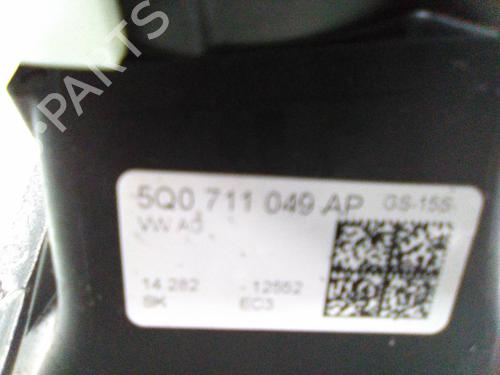 PARTS
5Q0 711 049 AP GS-15S-
VW AG
14 282 - 12552
SK EC3